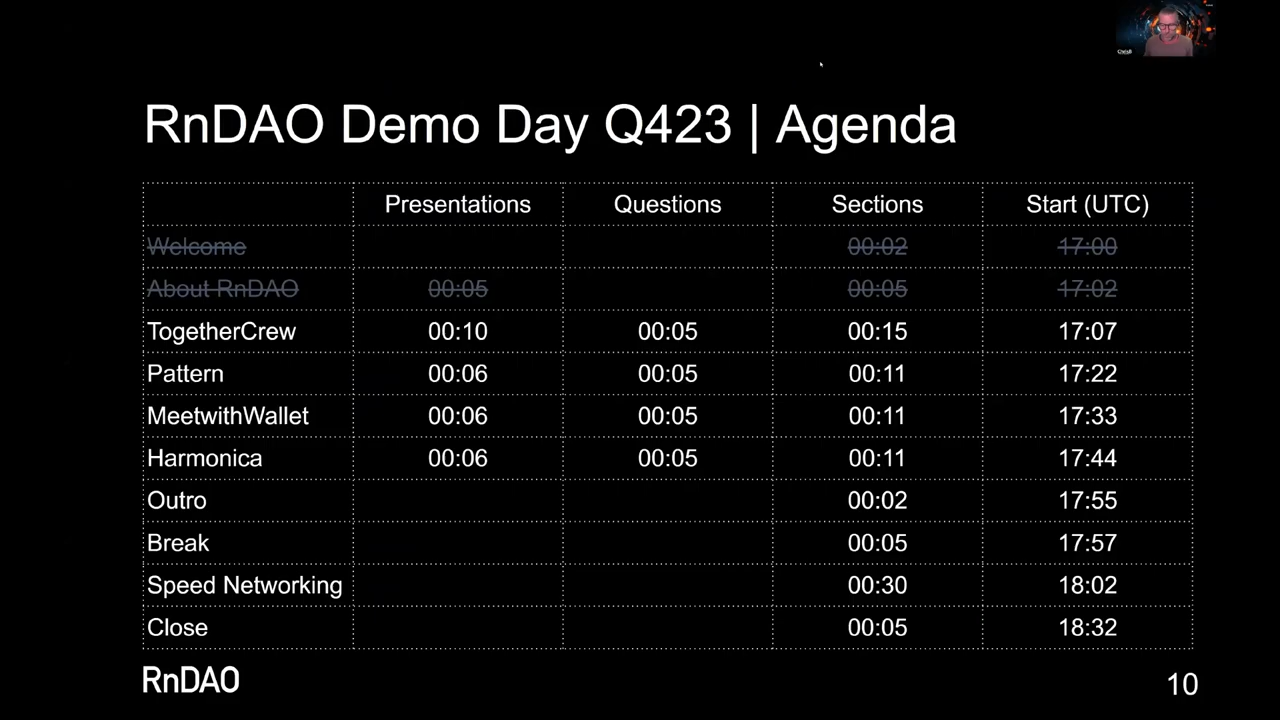 RnDAO Demo Day Q423 | Agenda
Presentations Questions Sections Start (UTC)
Welcome 00:02 17:00
About RnDAO 00:05 00:05 17:02
TogetherCrew 00:10 00:05 00:15 17:07
Pattern 00:06 00:05 00:11 17:22
MeetwithWallet 00:06 00:05 00:11 17:33
Harmonica 00:06 00:05 00:11 17:44
Outro 00:02 17:55
Break 00:05 17:57
Speed Networking 00:30 18:02
Close 00:05 18:32
RnDAO 10